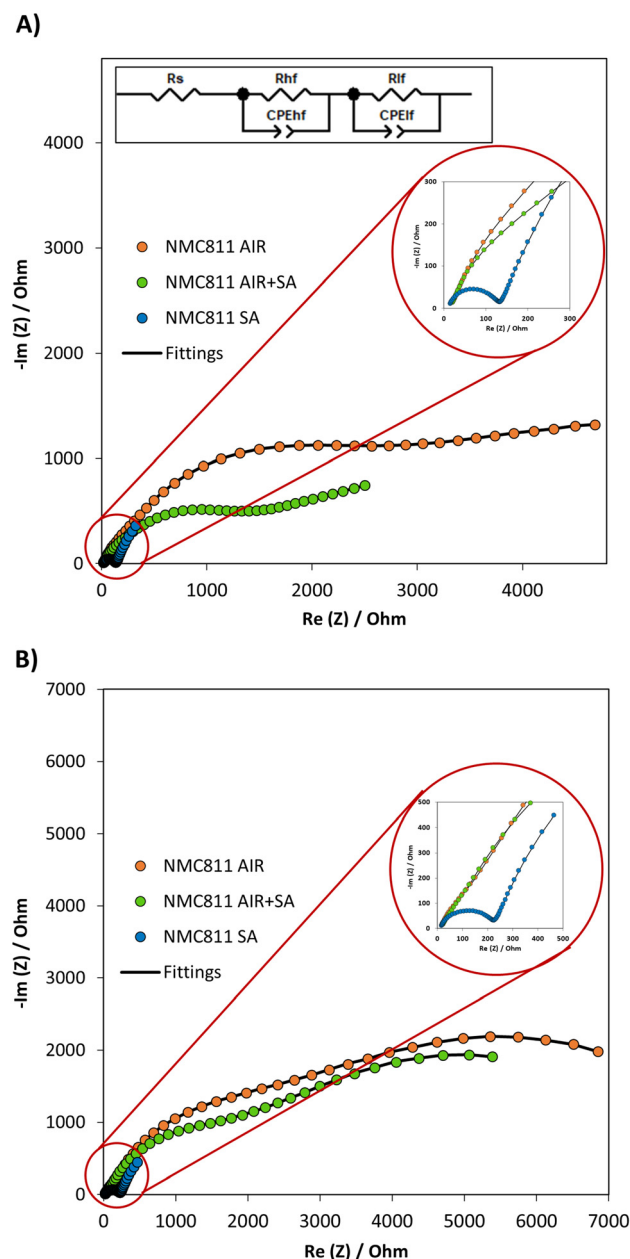 A)
Rs Rhf Rlf
CPEhf CPElf
4000
3000
2000
1000
0
-Im (Z) / Ohm
NMC811 AIR
NMC811 AIR+SA
NMC811 SA
Fittings
300
200
100
0
-Im (Z) / Ohm
0 100 200 300
Re (Z) / Ohm
0 1000 2000 3000 4000
Re (Z) / Ohm
B)
7000
6000
5000
4000
3000
2000
1000
0
-Im (Z) / Ohm
NMC811 AIR
NMC811 AIR+SA
NMC811 SA
Fittings
500
400
300
200
100
0
-Im (Z) / Ohm
0 100 200 300 400 500
Re (Z) / Ohm
0 1000 2000 3000 4000 5000 6000 7000
Re (Z) / Ohm